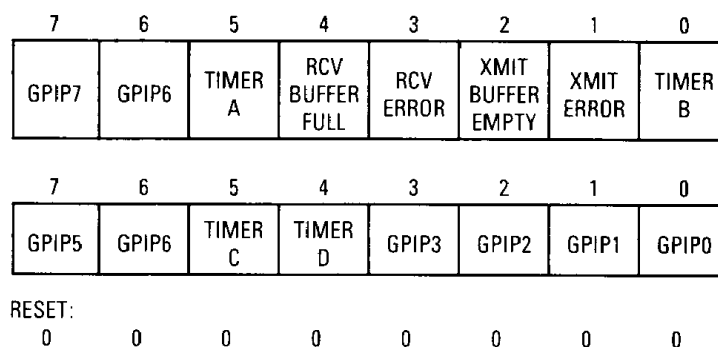 7 6 5 4 3 2 1 0
GPIP7 GPIP6 TIMER A RCV BUFFER FULL RCV ERROR XMIT BUFFER EMPTY XMIT ERROR TIMER B
7 6 5 4 3 2 1 0
GPIP5 GPIP6 TIMER C TIMER D GPIP3 GPIP2 GPIP1 GPIP0
RESET:
0 0 0 0 0 0 0 0